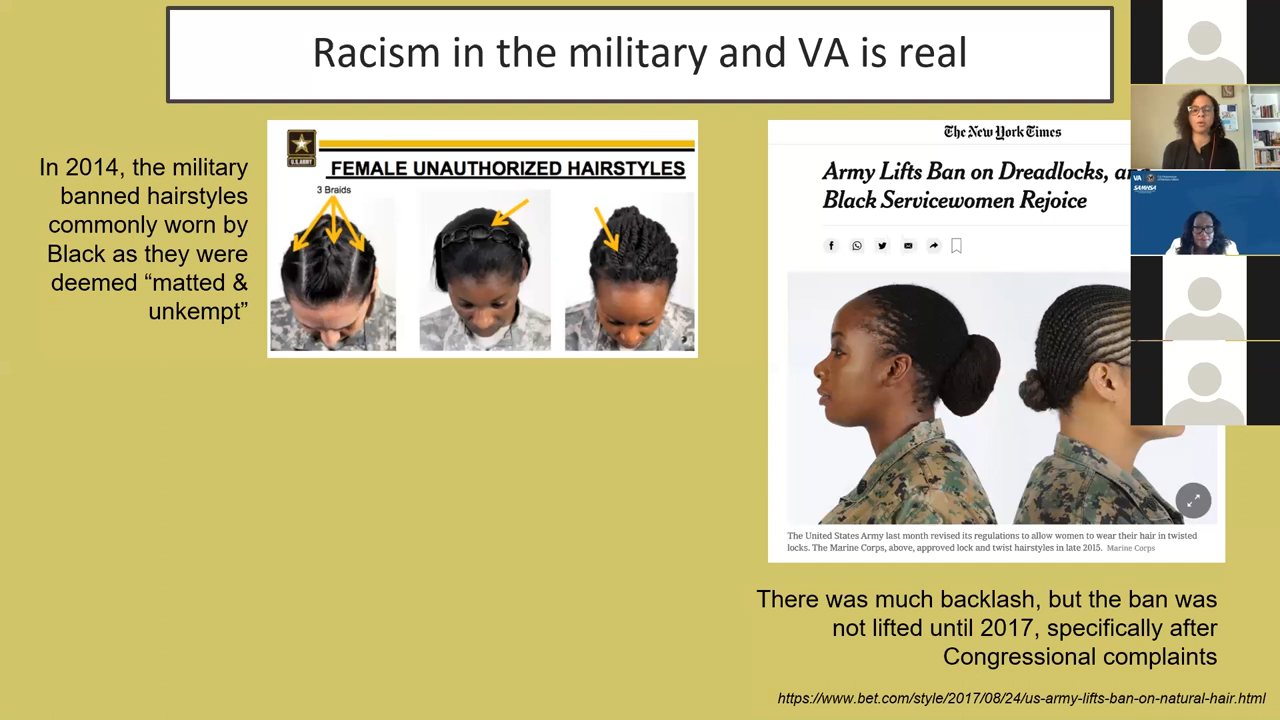 Racism in the military and VA is real
In 2014, the military
banned hairstyles
commonly worn by
Black as they were
deemed “matted &
unkempt”
U.S. ARMY
FEMALE UNAUTHORIZED HAIRSTYLES
3 Braids
The New York Times
Army Lifts Ban on Dreadlocks, an
Black Servicewomen Rejoice
The United States Army last month revised its regulations to allow women to wear their hair in twisted
locks. The Marine Corps, above, approved lock and twist hairstyles in late 2015. Marine Corps
There was much backlash, but the ban was
not lifted until 2017, specifically after
Congressional complaints
https://www.bet.com/style/2017/08/24/us-army-lifts-ban-on-natural-hair.html
VA
SAMHSA